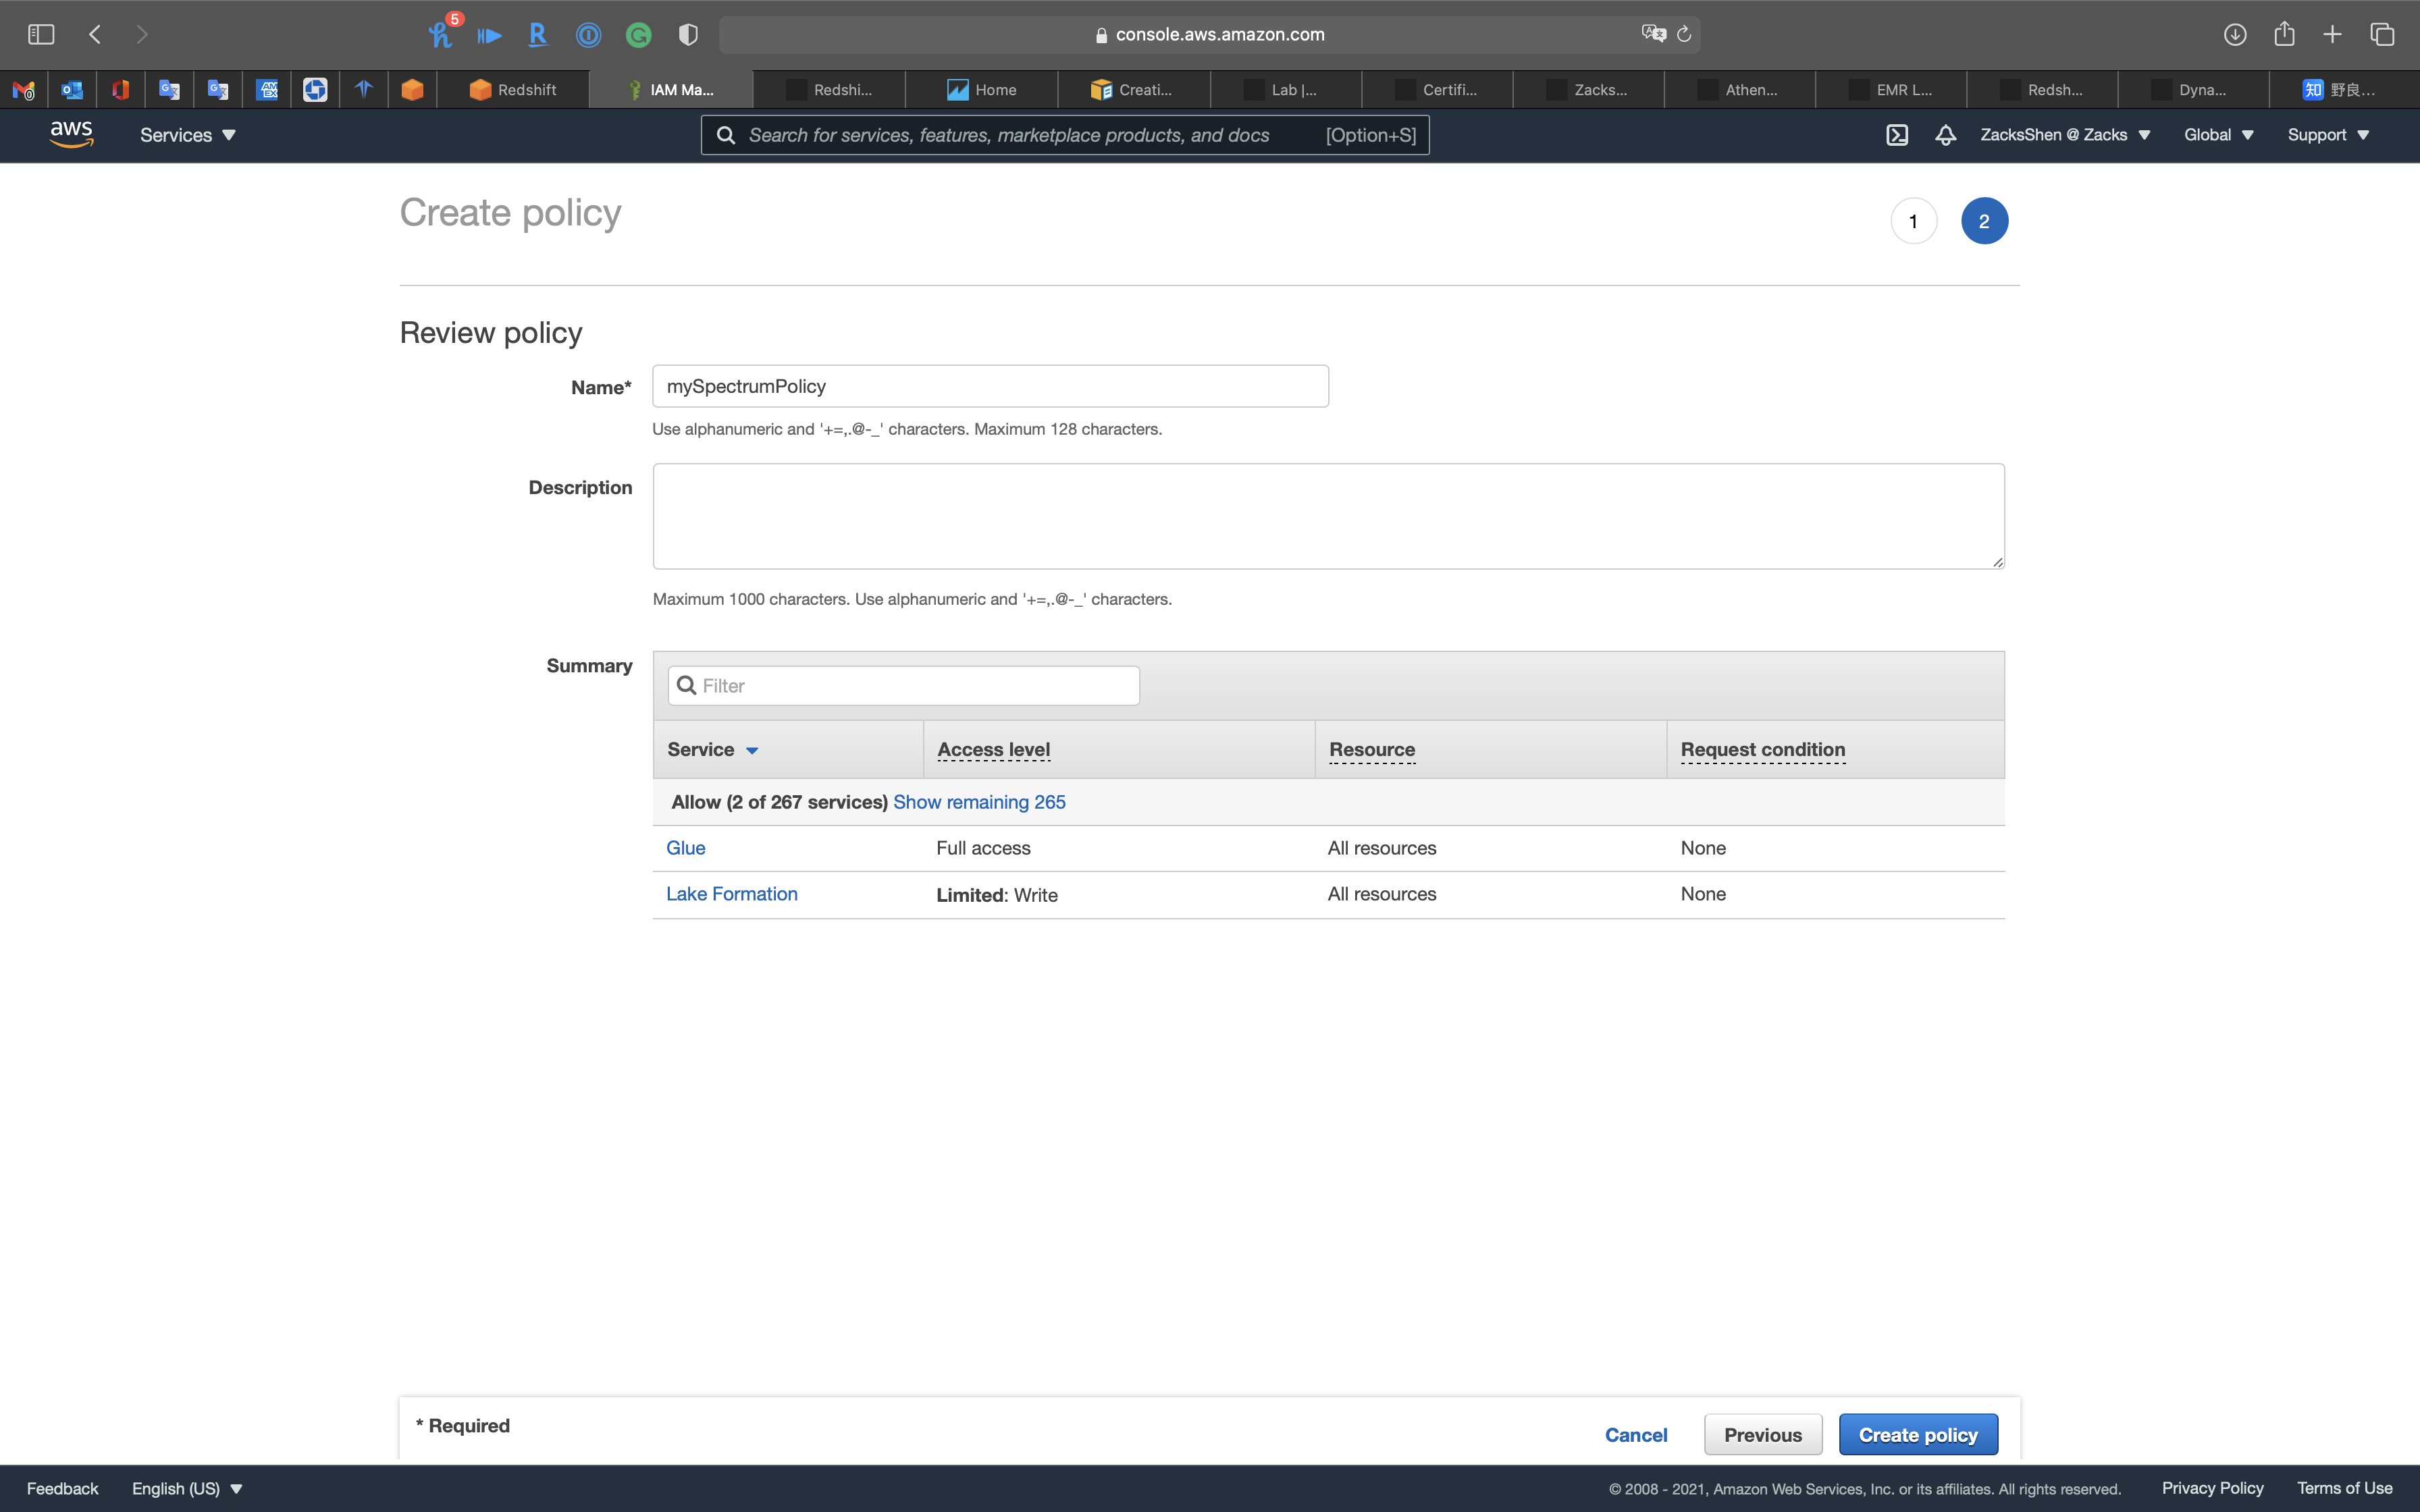 5
console.aws.amazon.com
Redshift
IAM Ma...
Redshi...
Home
Creati...
Lab |...
Certifi...
Zacks...
Athen...
EMR L...
Redsh...
Dyna...
知 野良...
aws
Services
Search for services, features, marketplace products, and docs [Option+S]
ZacksShen @ Zacks
Global
Support
Create policy
1
2
Review policy
Name*
mySpectrumPolicy
Use alphanumeric and '+=,.@-_' characters. Maximum 128 characters.
Description
Maximum 1000 characters. Use alphanumeric and '+=,.@-_' characters.
Summary
Filter
Service
Access level
Resource
Request condition
Allow (2 of 267 services) Show remaining 265
Glue
Full access
All resources
None
Lake Formation
Limited: Write
All resources
None
* Required
Cancel
Previous
Create policy
Feedback
English (US)
© 2008 - 2021, Amazon Web Services, Inc. or its affiliates. All rights reserved.
Privacy Policy
Terms of Use